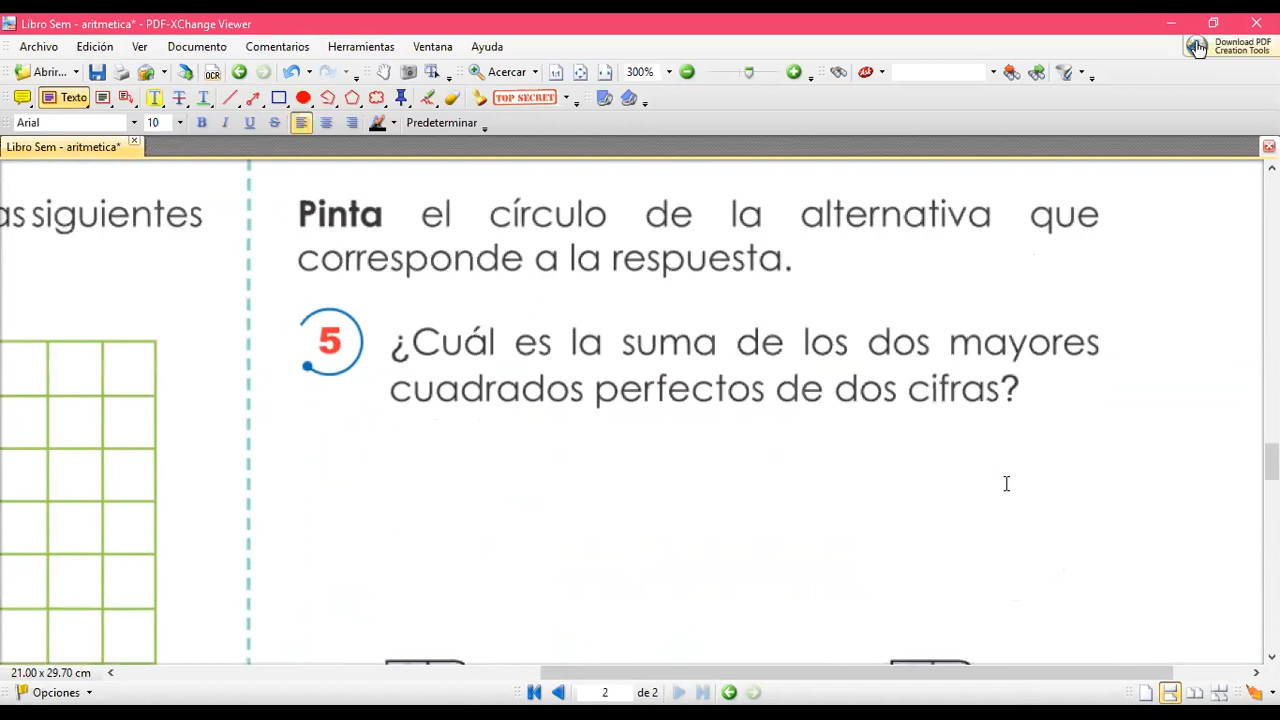 Libro Sem - aritmetica* - PDF-XChange Viewer
Archivo Edición Ver Documento Comentarios Herramientas Ventana Ayuda
Download PDF
Creation Tools
Abrir... OCR Acercar 300%
Texto TOP SECRET
Arial 10 B I U S Predeterminar
Libro Sem - aritmetica*
as siguientes
Pinta el círculo de la alternativa que
corresponde a la respuesta.
5 ¿Cuál es la suma de los dos mayores
cuadrados perfectos de dos cifras?
21.00 x 29.70 cm
Opciones 2 de 2